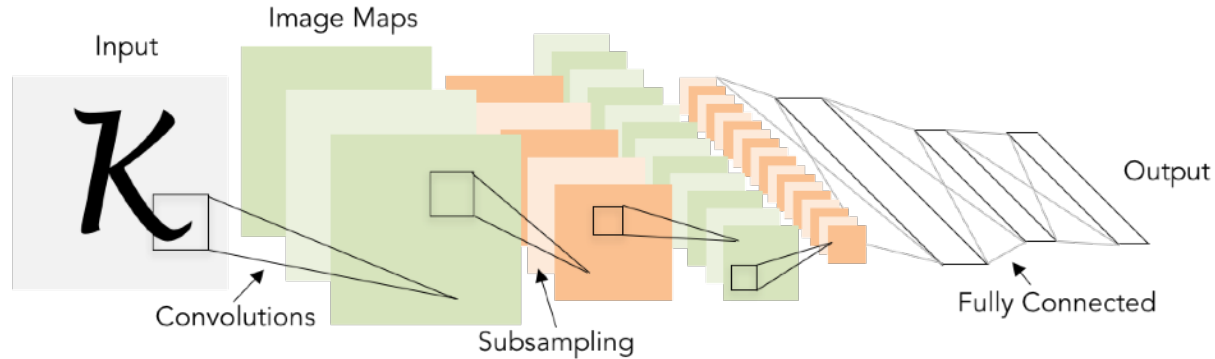 Image Maps
Input
K
Output
Convolutions
Subsampling
Fully Connected